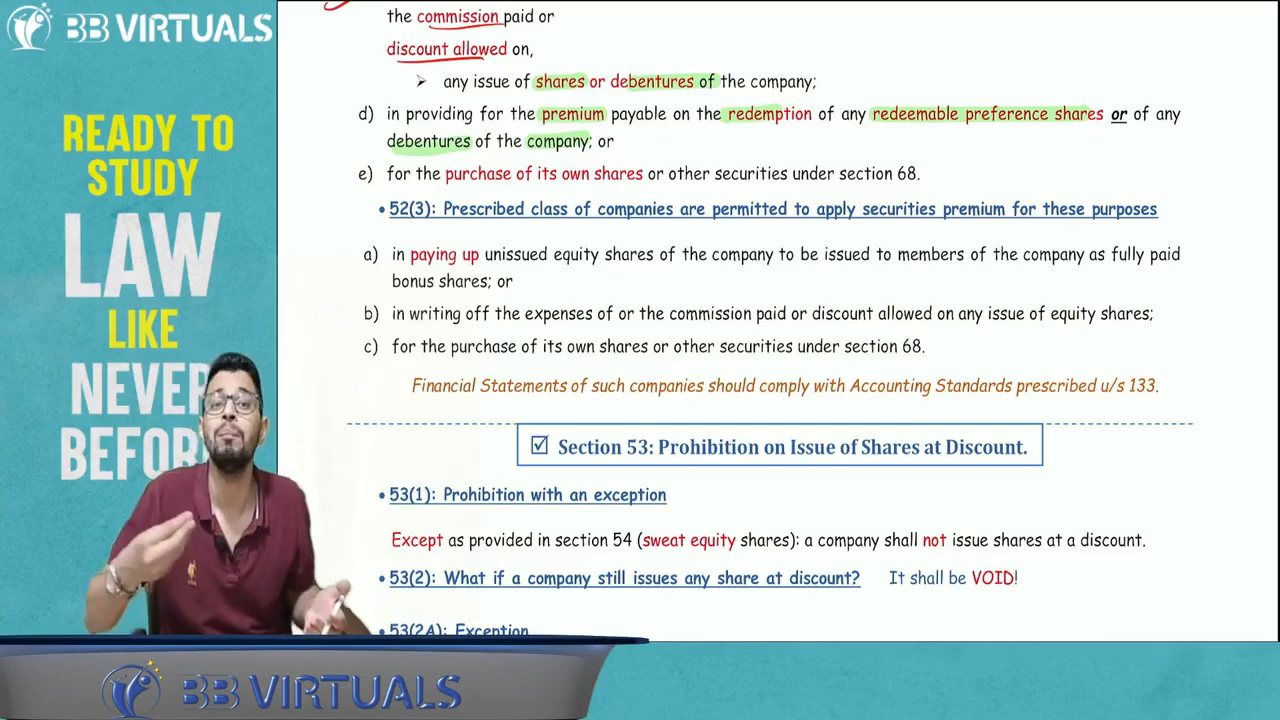 BB VIRTUALS
READY TO
STUDY
LAW
LIKE
NEVER
BEFOR
the commission paid or
discount allowed on,
➢ any issue of shares or debentures of the company;
d) in providing for the premium payable on the redemption of any redeemable preference shares or of any
debentures of the company; or
e) for the purchase of its own shares or other securities under section 68.
• 52(3): Prescribed class of companies are permitted to apply securities premium for these purposes
a) in paying up unissued equity shares of the company to be issued to members of the company as fully paid
bonus shares; or
b) in writing off the expenses of or the commission paid or discount allowed on any issue of equity shares;
c) for the purchase of its own shares or other securities under section 68.
Financial Statements of such companies should comply with Accounting Standards prescribed u/s 133.
☑ Section 53: Prohibition on Issue of Shares at Discount.
• 53(1): Prohibition with an exception
Except as provided in section 54 (sweat equity shares): a company shall not issue shares at a discount.
• 53(2): What if a company still issues any share at discount? It shall be VOID!
• 53(2A): Exception
BB VIRTUALS